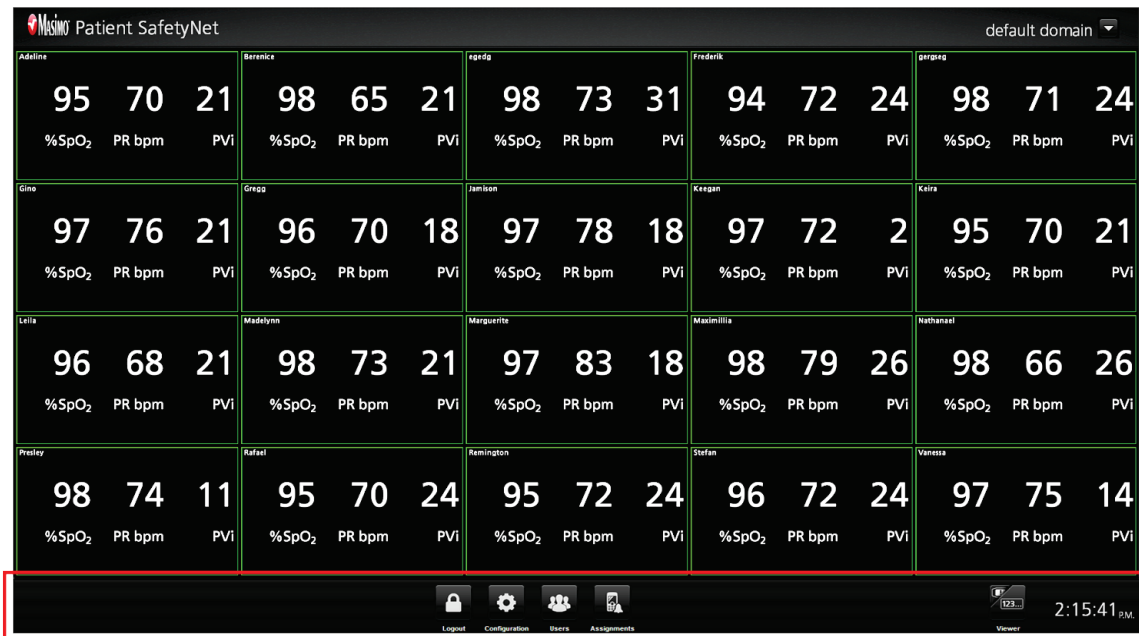 Masimo Patient SafetyNet
default domain
Adeline Berenice egedg Frederik gergseg
95 70 21 98 65 21 98 73 31 94 72 24 98 71 24
%SpO₂ PR bpm PVi %SpO₂ PR bpm PVi %SpO₂ PR bpm PVi %SpO₂ PR bpm PVi %SpO₂ PR bpm PVi
Gino Gregg Jamison Keegan Keira
97 76 21 96 70 18 97 78 18 97 72 2 95 70 21
%SpO₂ PR bpm PVi %SpO₂ PR bpm PVi %SpO₂ PR bpm PVi %SpO₂ PR bpm PVi %SpO₂ PR bpm PVi
Leila Madelynn Marguerite Maximillia Nathanael
96 68 21 98 73 21 97 83 18 98 79 26 98 66 26
%SpO₂ PR bpm PVi %SpO₂ PR bpm PVi %SpO₂ PR bpm PVi %SpO₂ PR bpm PVi %SpO₂ PR bpm PVi
Presley Rafael Remington Stefan Vanessa
98 74 11 95 70 24 95 72 24 96 72 24 97 75 14
%SpO₂ PR bpm PVi %SpO₂ PR bpm PVi %SpO₂ PR bpm PVi %SpO₂ PR bpm PVi %SpO₂ PR bpm PVi
123...
2:15:41 P.M.
Logout Configuration Users Assignments Viewer